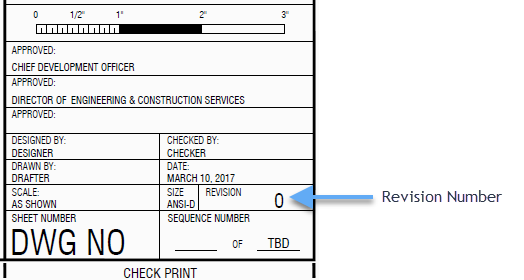 0 1/2" 1" 2" 3"
APPROVED:
CHIEF DEVELOPMENT OFFICER
APPROVED:
DIRECTOR OF ENGINEERING & CONSTRUCTION SERVICES
APPROVED:
DESIGNED BY: CHECKED BY:
DESIGNER CHECKER
DRAWN BY: DATE:
DRAFTER MARCH 10, 2017
SCALE: SIZE REVISION
AS SHOWN ANSI-D 0 Revision Number
SHEET NUMBER SEQUENCE NUMBER
DWG NO OF TBD
CHECK PRINT